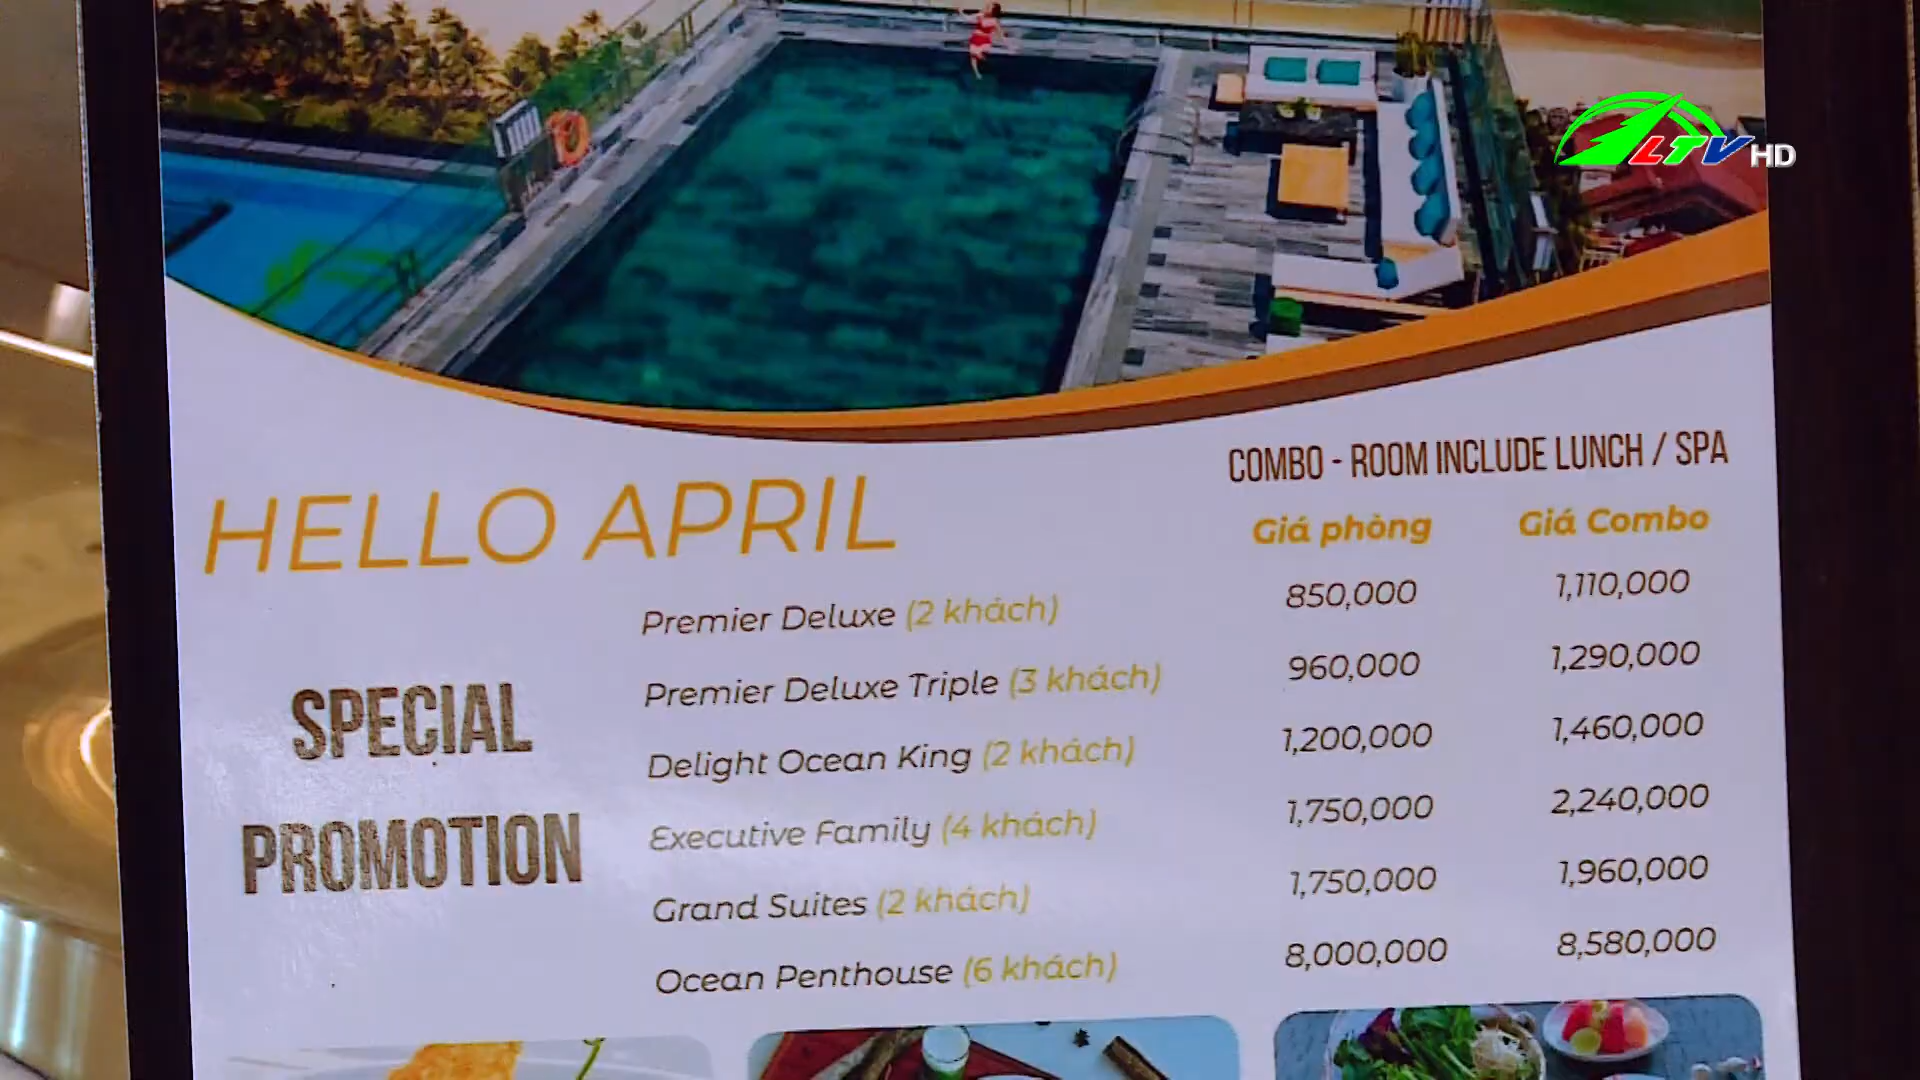 LTV HD
COMBO - ROOM INCLUDE LUNCH / SPA
HELLO APRIL
Giá phòng Giá Combo
Premier Deluxe (2 khách) 850,000 1,110,000
Premier Deluxe Triple (3 khách) 960,000 1,290,000
SPECIAL
Delight Ocean King (2 khách) 1,200,000 1,460,000
Executive Family (4 khách) 1,750,000 2,240,000
PROMOTION
Grand Suites (2 khách) 1,750,000 1,960,000
Ocean Penthouse (6 khách) 8,000,000 8,580,000